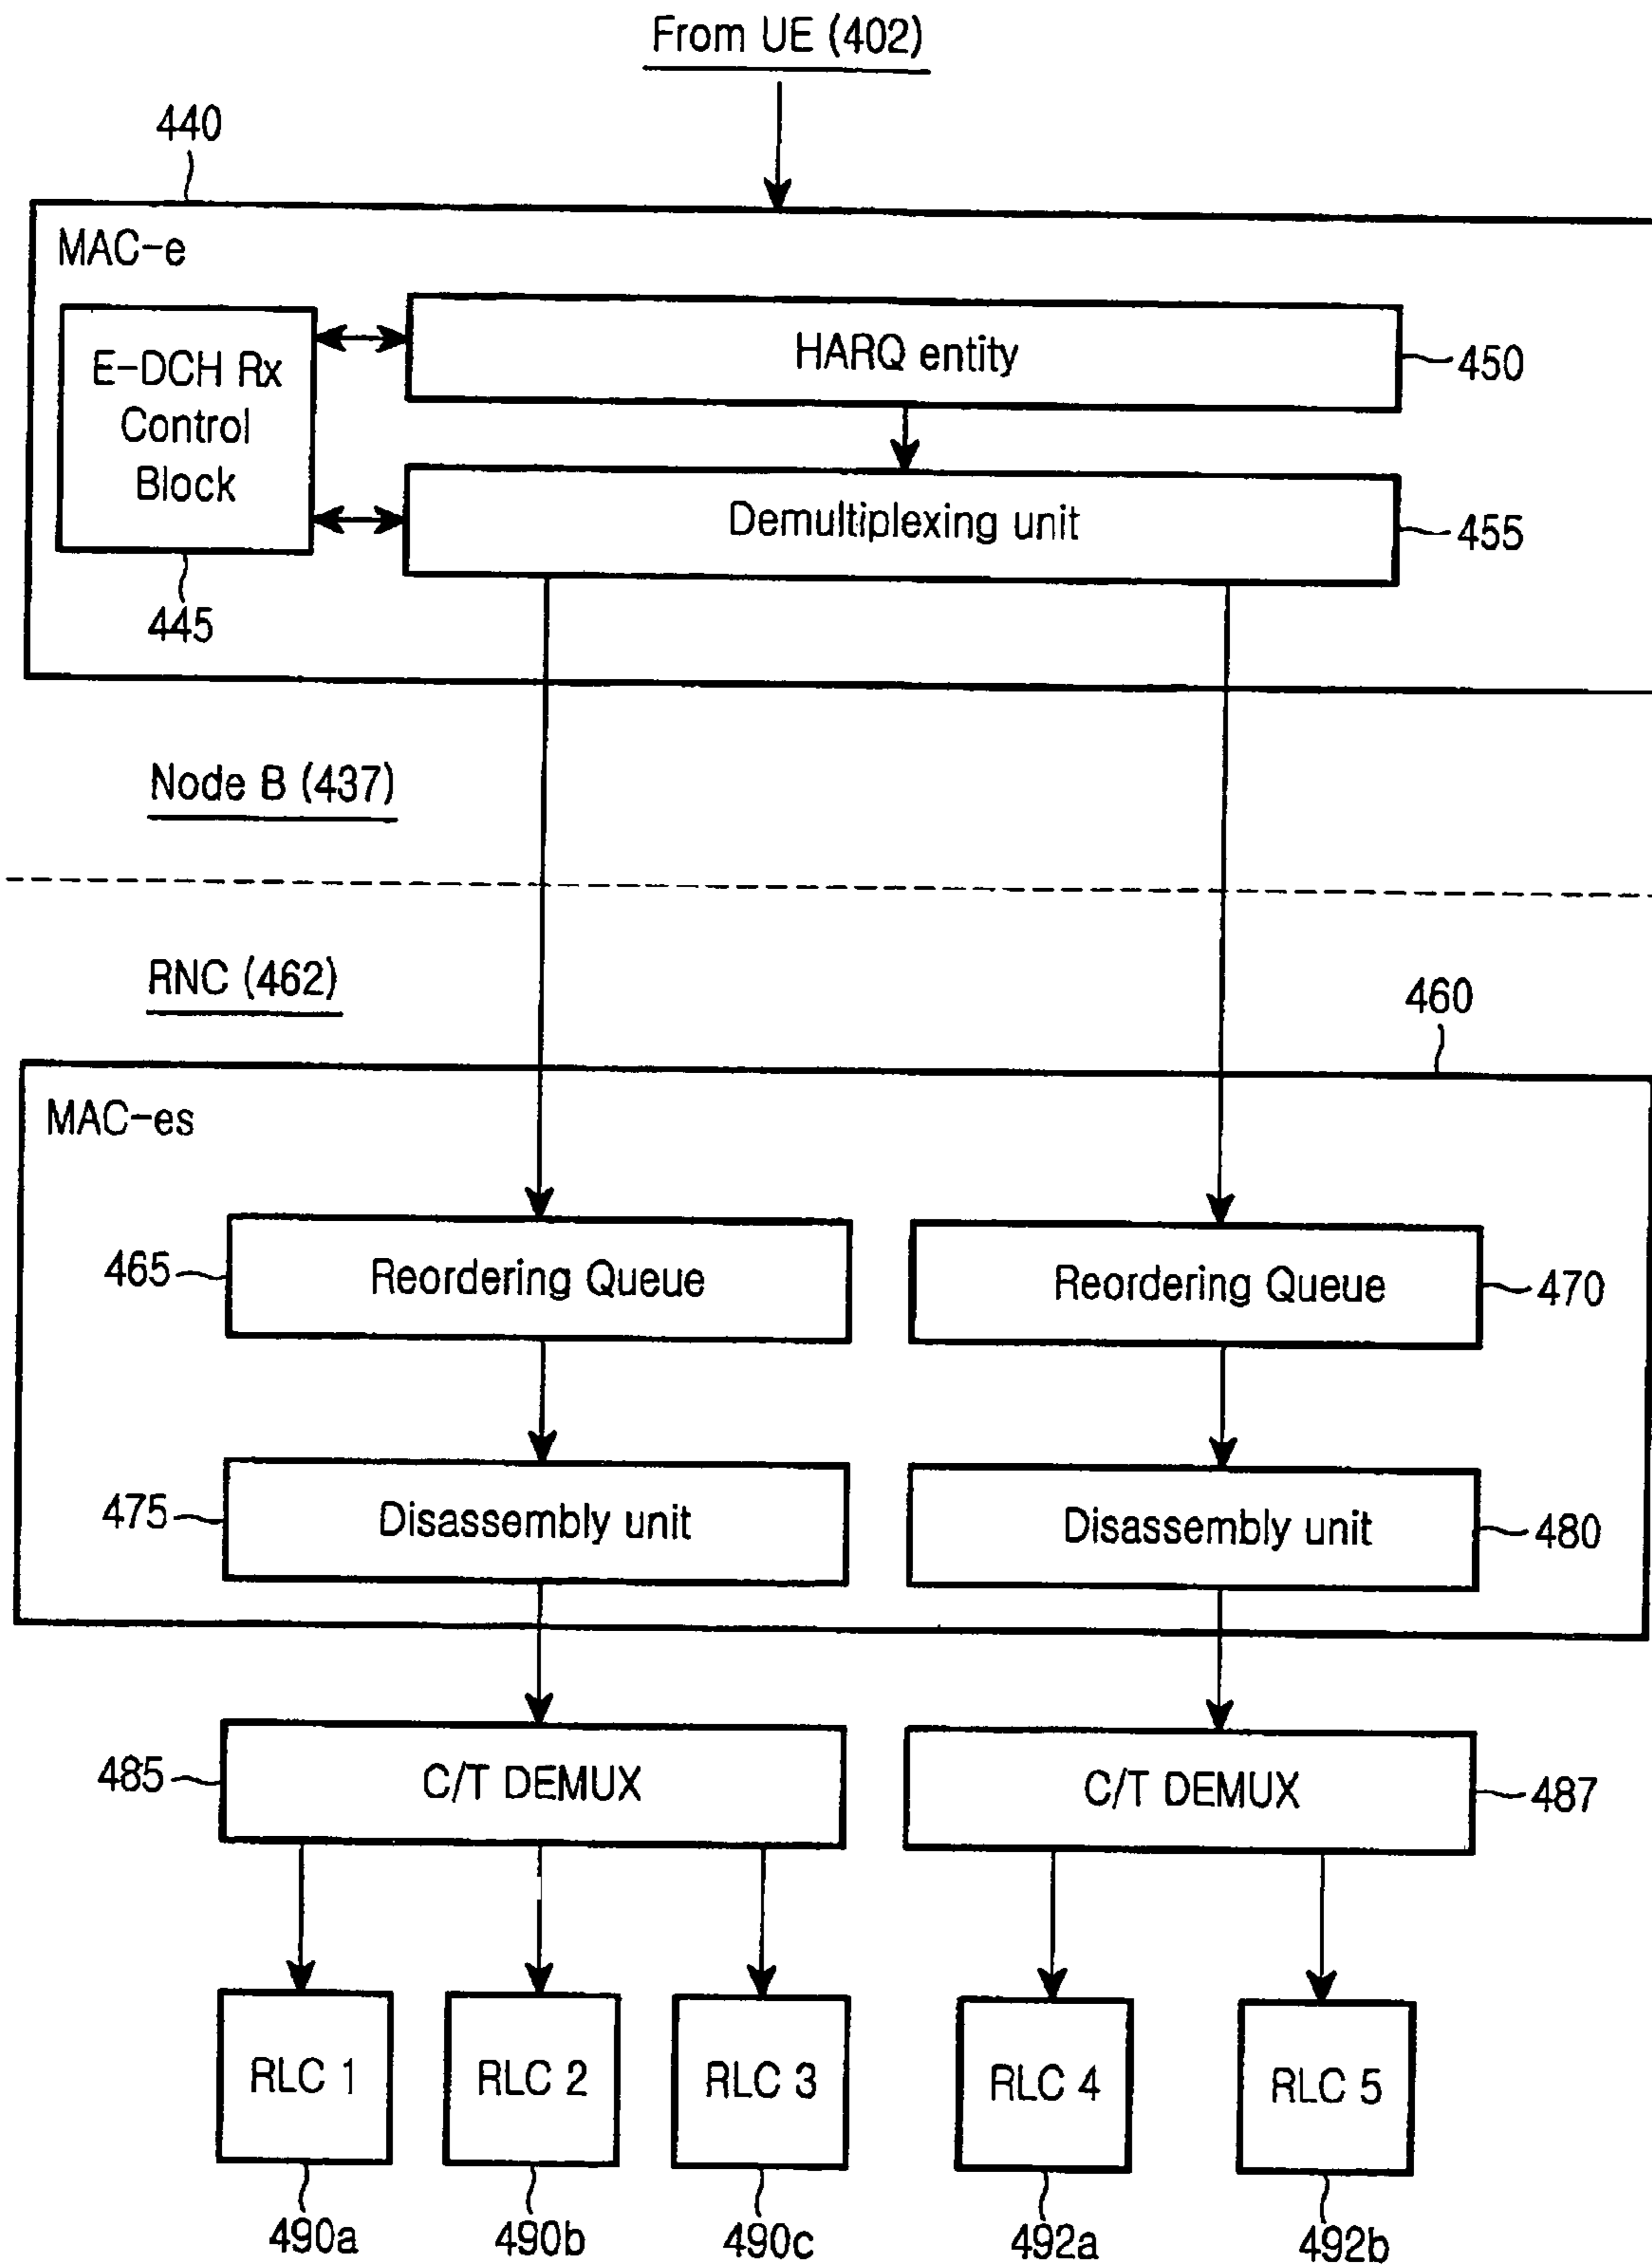 From UE (402)
440
MAC-e
E-DCH Rx
Control
Block
HARQ entity
450
Demultiplexing unit
455
445
Node B (437)
RNC (462)
460
MAC-es
465
Reordering Queue
Reordering Queue
470
475
Disassembly unit
Disassembly unit
480
485
C/T DEMUX
C/T DEMUX
487
RLC 1
RLC 2
RLC 3
RLC 4
RLC 5
490a
490b
490c
492a
492b